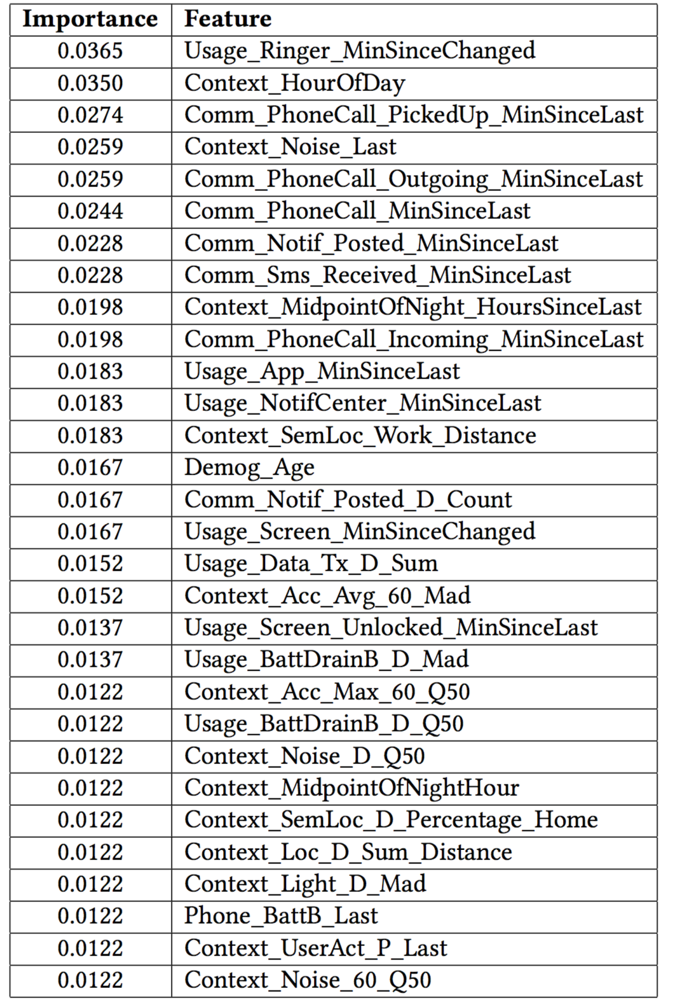 Importance Feature
0.0365 Usage_Ringer_MinSinceChanged
0.0350 Context_HourOfDay
0.0274 Comm_PhoneCall_PickedUp_MinSinceLast
0.0259 Context_Noise_Last
0.0259 Comm_PhoneCall_Outgoing_MinSinceLast
0.0244 Comm_PhoneCall_MinSinceLast
0.0228 Comm_Notif_Posted_MinSinceLast
0.0228 Comm_Sms_Received_MinSinceLast
0.0198 Context_MidpointOfNight_HoursSinceLast
0.0198 Comm_PhoneCall_Incoming_MinSinceLast
0.0183 Usage_App_MinSinceLast
0.0183 Usage_NotifCenter_MinSinceLast
0.0183 Context_SemLoc_Work_Distance
0.0167 Demog_Age
0.0167 Comm_Notif_Posted_D_Count
0.0167 Usage_Screen_MinSinceChanged
0.0152 Usage_Data_Tx_D_Sum
0.0152 Context_Acc_Avg_60_Mad
0.0137 Usage_Screen_Unlocked_MinSinceLast
0.0137 Usage_BattDrainB_D_Mad
0.0122 Context_Acc_Max_60_Q50
0.0122 Usage_BattDrainB_D_Q50
0.0122 Context_Noise_D_Q50
0.0122 Context_MidpointOfNightHour
0.0122 Context_SemLoc_D_Percentage_Home
0.0122 Context_Loc_D_Sum_Distance
0.0122 Context_Light_D_Mad
0.0122 Phone_BattB_Last
0.0122 Context_UserAct_P_Last
0.0122 Context_Noise_60_Q50